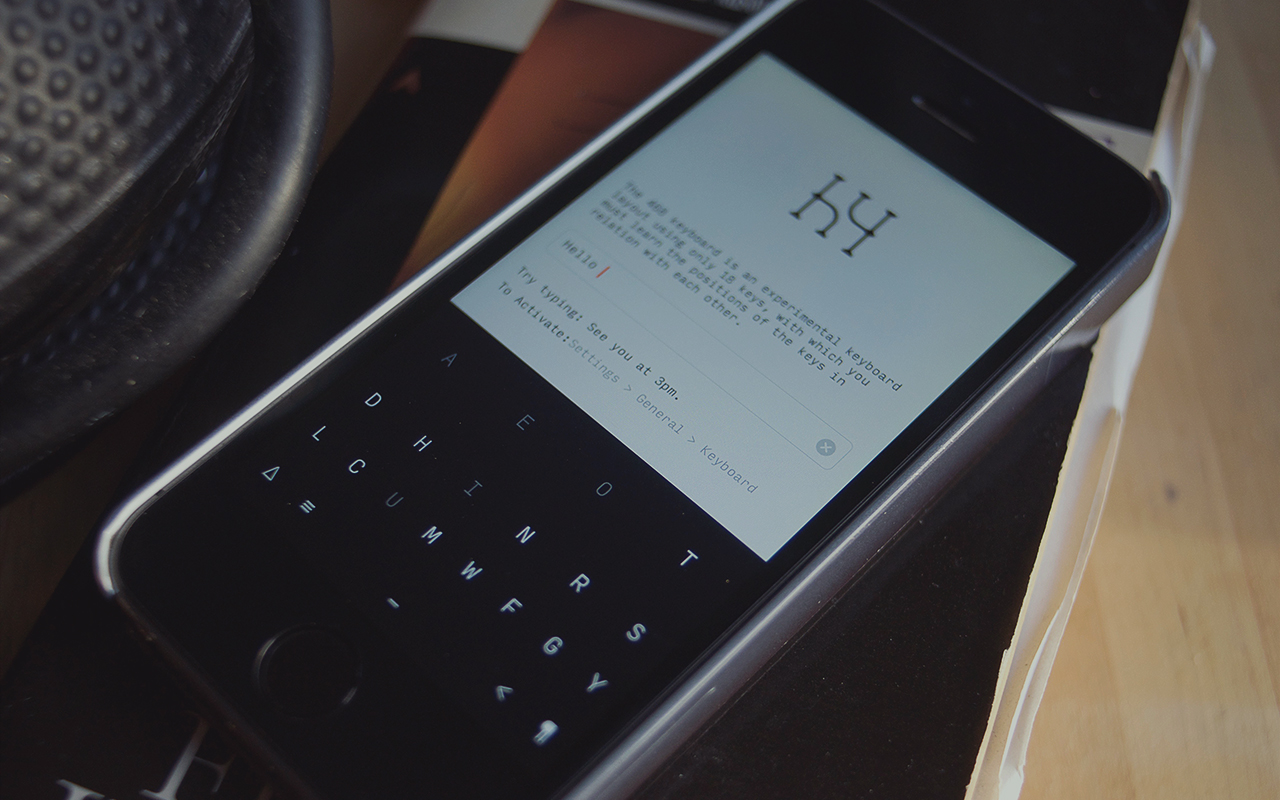 The 468 keyboard is an experimental keyboard
layout using only 18 keys, with which you
must learn the positions of the keys in
relation with each other.
Hello
Try typing: See you at 3pm.
To Activate:Settings > General > Keyboard
A E O T
D H I N R S
L C U M W F G Y